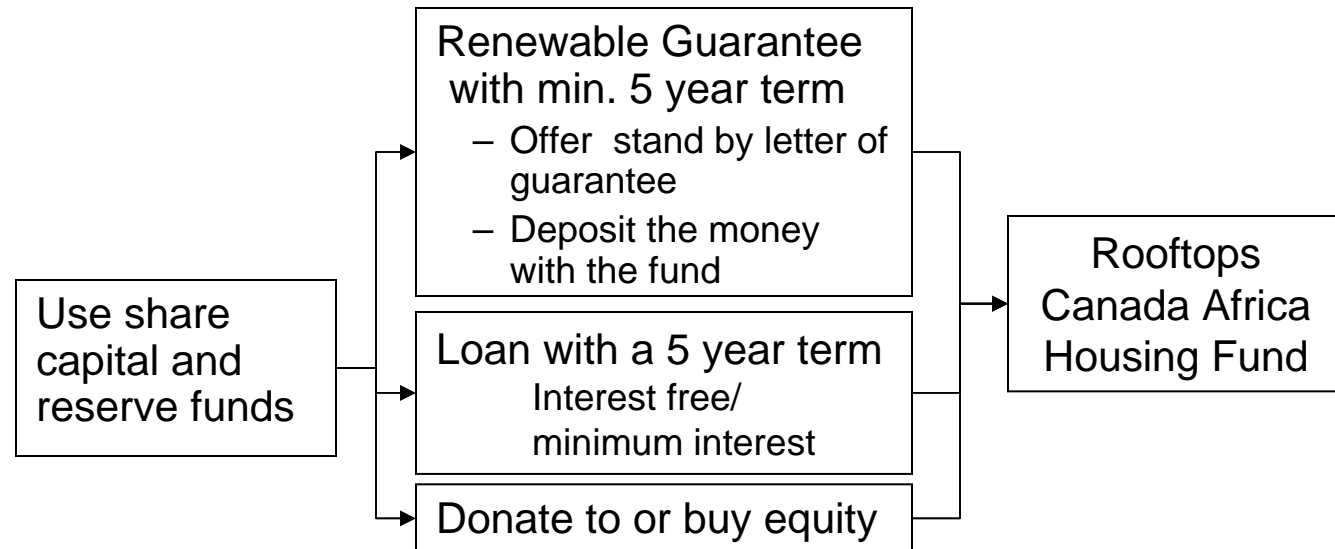 Use share
capital and
reserve funds
Renewable Guarantee
with min. 5 year term
– Offer stand by letter of
guarantee
– Deposit the money
with the fund
Loan with a 5 year term
Interest free/
minimum interest
Donate to or buy equity
Rooftops
Canada Africa
Housing Fund